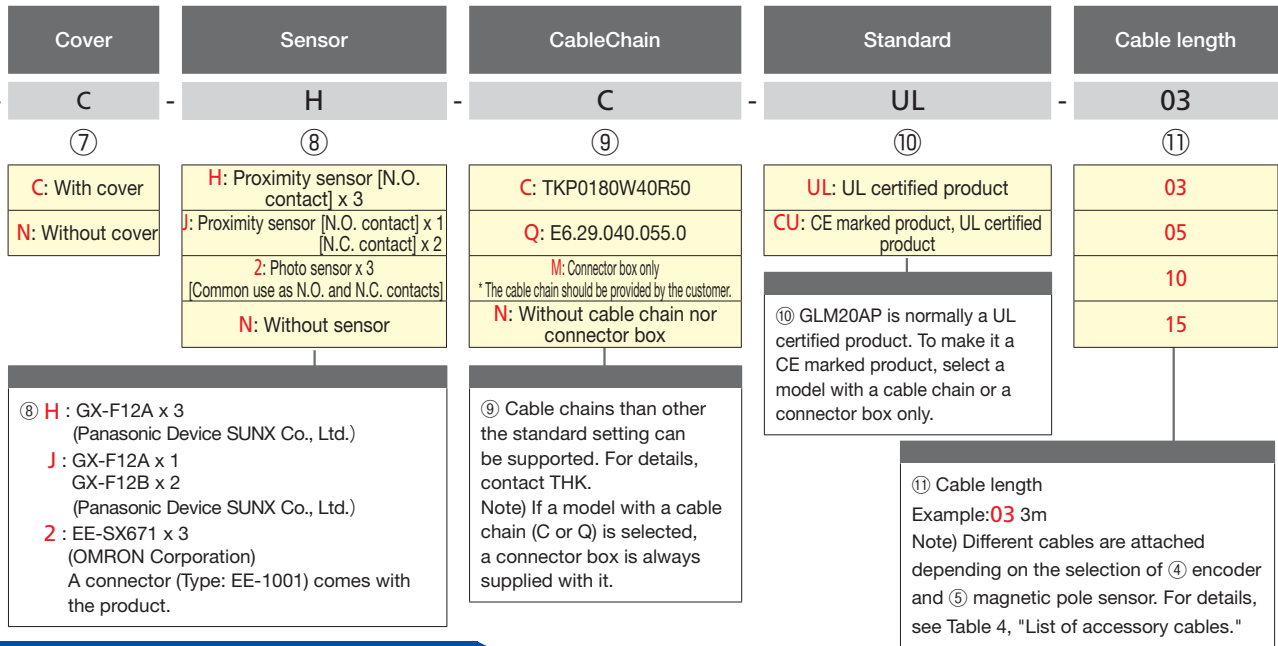 Cover
Sensor
CableChain
Standard
Cable length
- C - H - C - UL - 03
⑦ ⑧ ⑨ ⑩ ⑪
C: With cover
N: Without cover
H: Proximity sensor [N.O.
contact] x 3
J: Proximity sensor [N.O. contact] x 1
[N.C. contact] x 2
2: Photo sensor x 3
[Common use as N.O. and N.C. contacts]
N: Without sensor
C: TKP0180W40R50
Q: E6.29.040.055.0
M: Connector box only
* The cable chain should be provided by the customer.
N: Without cable chain nor
connector box
UL: UL certified product
CU: CE marked product, UL certified
product
03
05
10
15
⑧ H : GX-F12A x 3
(Panasonic Device SUNX Co., Ltd.)
J : GX-F12A x 1
GX-F12B x 2
(Panasonic Device SUNX Co., Ltd.)
2 : EE-SX671 x 3
(OMRON Corporation)
A connector (Type: EE-1001) comes with
the product.
⑨ Cable chains than other
the standard setting can
be supported. For details,
contact THK.
Note) If a model with a cable
chain (C or Q) is selected,
a connector box is always
supplied with it.
⑩ GLM20AP is normally a UL
certified product. To make it a
CE marked product, select a
model with a cable chain or a
connector box only.
⑪ Cable length
Example:03 3m
Note) Different cables are attached
depending on the selection of ④ encoder
and ⑤ magnetic pole sensor. For details,
see Table 4, "List of accessory cables."